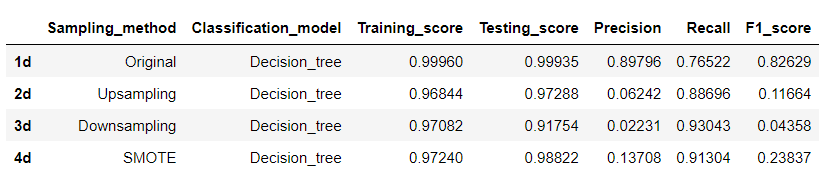 Sampling_method Classification_model Training_score Testing_score Precision Recall F1_score
1d Original Decision_tree 0.99960 0.99935 0.89796 0.76522 0.82629
2d Upsampling Decision_tree 0.96844 0.97288 0.06242 0.88696 0.11664
3d Downsampling Decision_tree 0.97082 0.91754 0.02231 0.93043 0.04358
4d SMOTE Decision_tree 0.97240 0.98822 0.13708 0.91304 0.23837